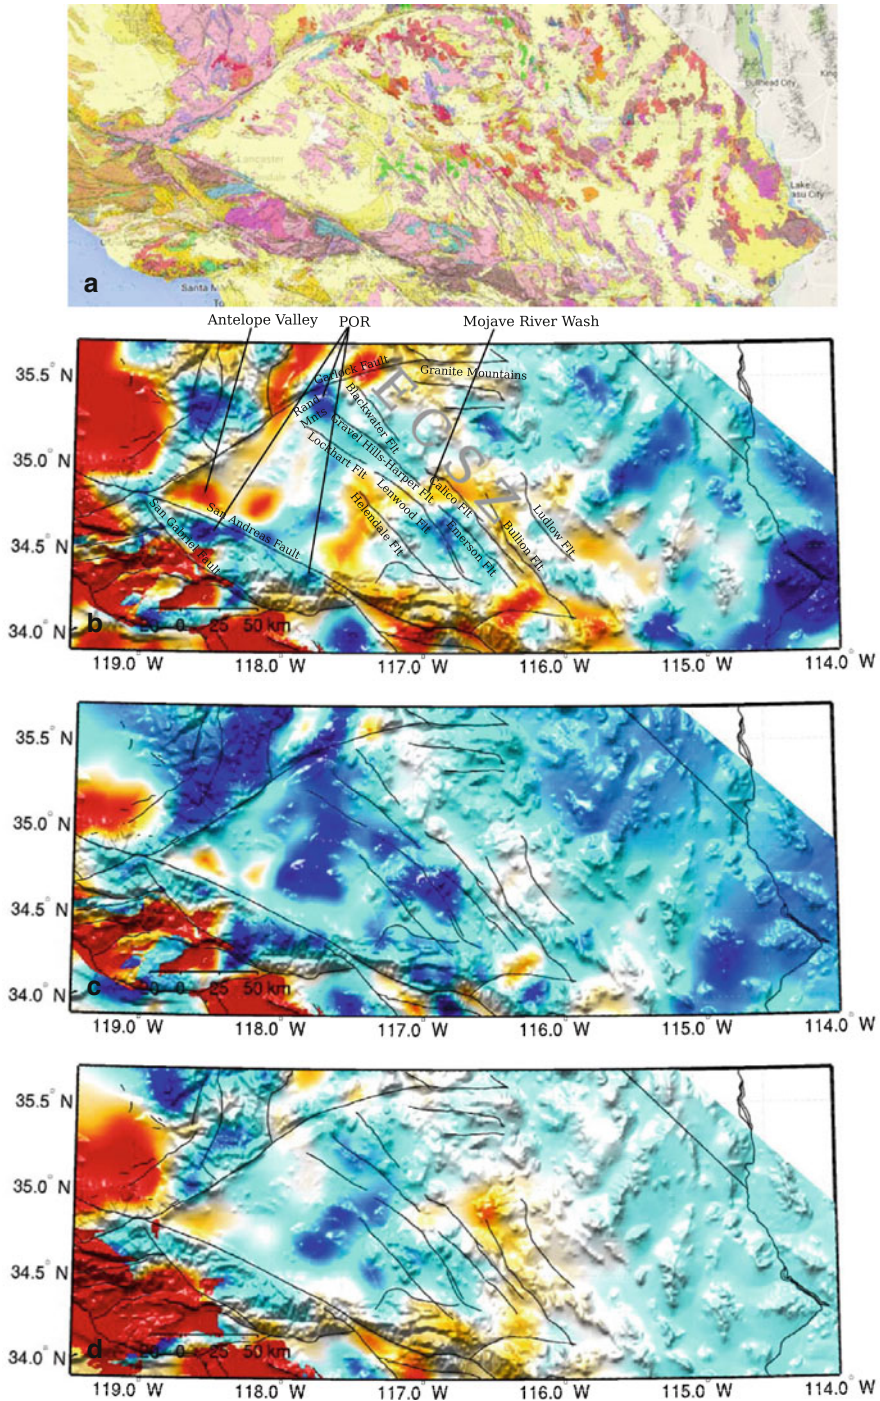 Bullhead City
King
Lancaster
Lake
asu City
Santa M
To
a
Antelope Valley
POR
Mojave River Wash
35.5° N
35.0° N
34.5° N
34.0° N
Garlock Fault
Granite Mountains
ECSZ
Rand
Mnts
Blackwater Flt
Gravel Hills-Harper Flt
Lockhart Flt
Calico Flt
Lenwood Flt
Helendale Flt
Emerson Flt
Bullion Flt
Ludlow Flt
San Andreas Fault
San Gabriel Fault
b
0 25 50 km
119.0° W 118.0° W 117.0° W 116.0° W 115.0° W 114.0° W
35.5° N
35.0° N
34.5° N
34.0° N
c
0 25 50 km
119.0° W 118.0° W 117.0° W 116.0° W 115.0° W 114.0° W
35.5° N
35.0° N
34.5° N
34.0° N
d
0 25 50 km
119.0° W 118.0° W 117.0° W 116.0° W 115.0° W 114.0° W